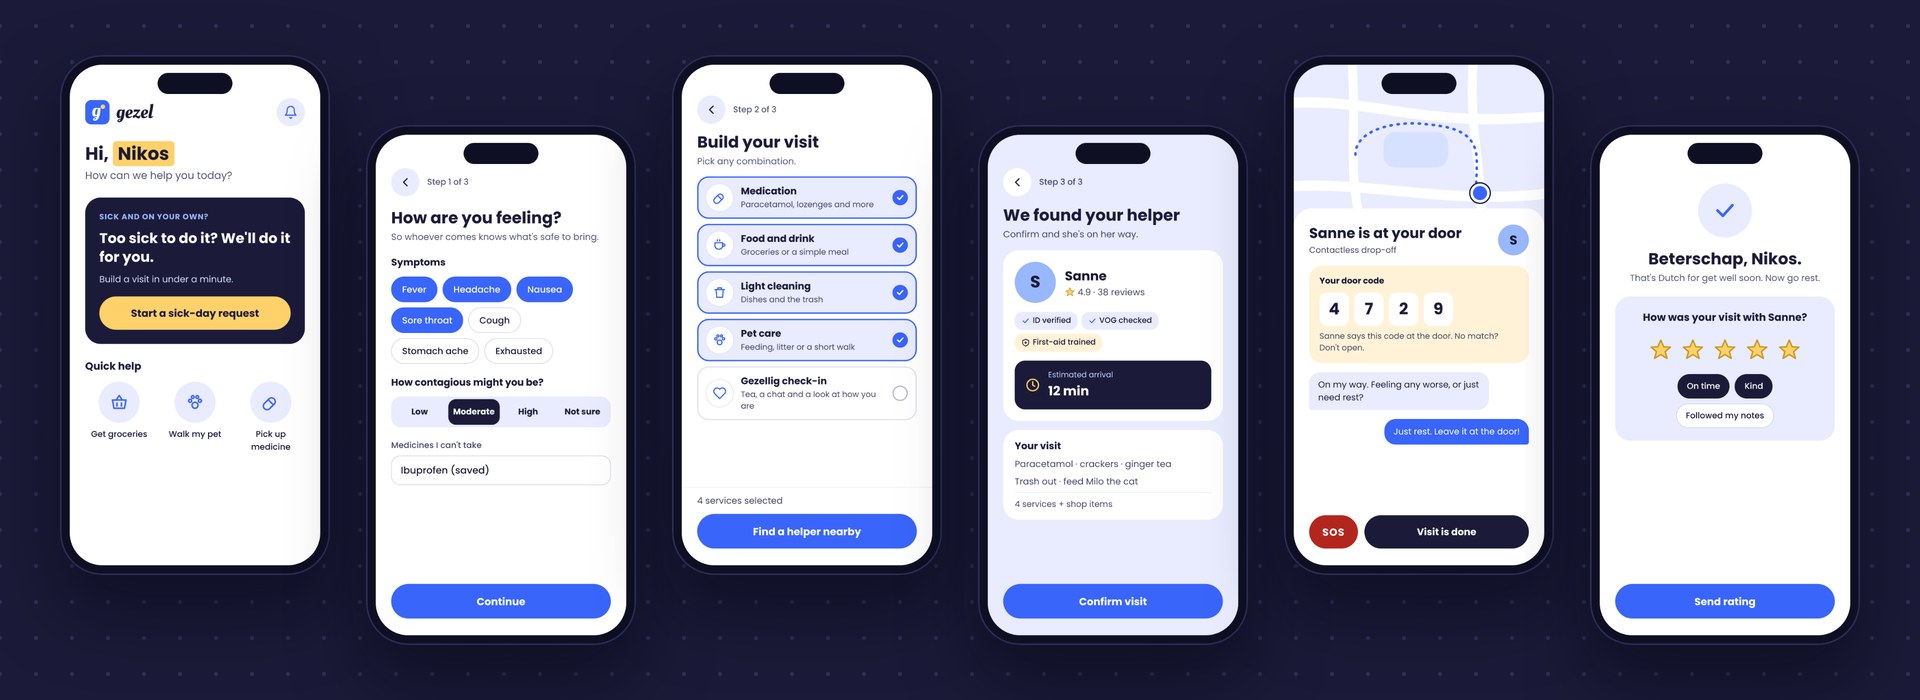 g
gezel
Hi, Nikos
How can we help you today?
SICK AND ON YOUR OWN?
Too sick to do it? We'll do it
for you.
Build a visit in under a minute.
Start a sick-day request
Quick help
Get groceries
Walk my pet
Pick up
medicine
Step 1 of 3
How are you feeling?
So whoever comes knows what's safe to bring.
Symptoms
Fever
Headache
Nausea
Sore throat
Cough
Stomach ache
Exhausted
How contagious might you be?
Low
Moderate
High
Not sure
Medicines I can't take
Ibuprofen (saved)
Continue
Step 2 of 3
Build your visit
Pick any combination.
Medication
Paracetamol, lozenges and more
Food and drink
Groceries or a simple meal
Light cleaning
Dishes and the trash
Pet care
Feeding, litter or a short walk
Gezellig check-in
Tea, a chat and a look at how you
are
4 services selected
Find a helper nearby
Step 3 of 3
We found your helper
Confirm and she's on her way.
S
Sanne
4.9 · 38 reviews
ID verified
VOG checked
First-aid trained
Estimated arrival
12 min
Your visit
Paracetamol · crackers · ginger tea
Trash out · feed Milo the cat
4 services + shop items
Confirm visit
Sanne is at your door
Contactless drop-off
S
Your door code
4 7 2 9
Sanne says this code at the door. No match?
Don't open.
On my way. Feeling any worse, or just
need rest?
Just rest. Leave it at the door!
SOS
Visit is done
Beterschap, Nikos.
That's Dutch for get well soon. Now go rest.
How was your visit with Sanne?
On time
Kind
Followed my notes
Send rating